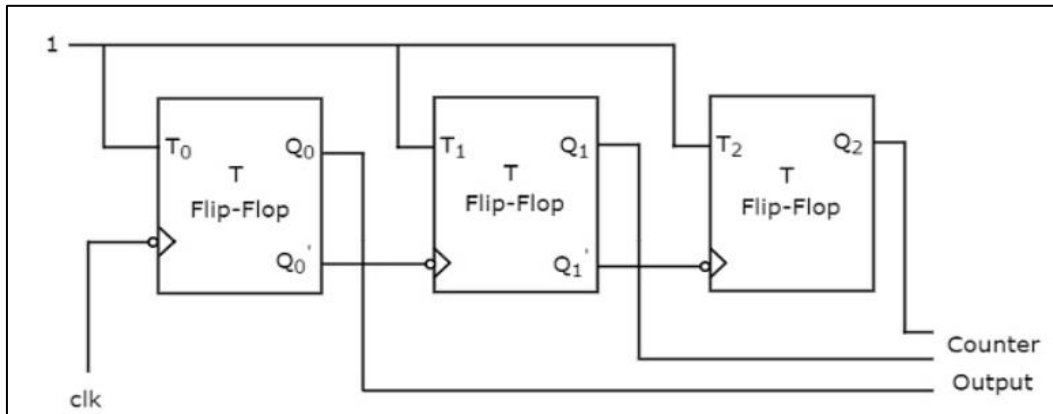 1
T₀ Q₀
T
Flip-Flop
Q₀'
T₁ Q₁
T
Flip-Flop
Q₁'
T₂ Q₂
T
Flip-Flop
clk
Counter
Output